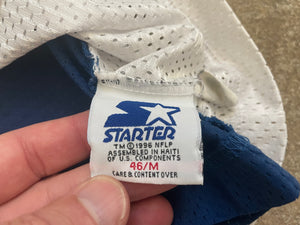 STARTER
TM © 1996 NFLP
ASSEMBLED IN HAITI
OF U.S. COMPONENTS
46/M
CARE & CONTENT OVER